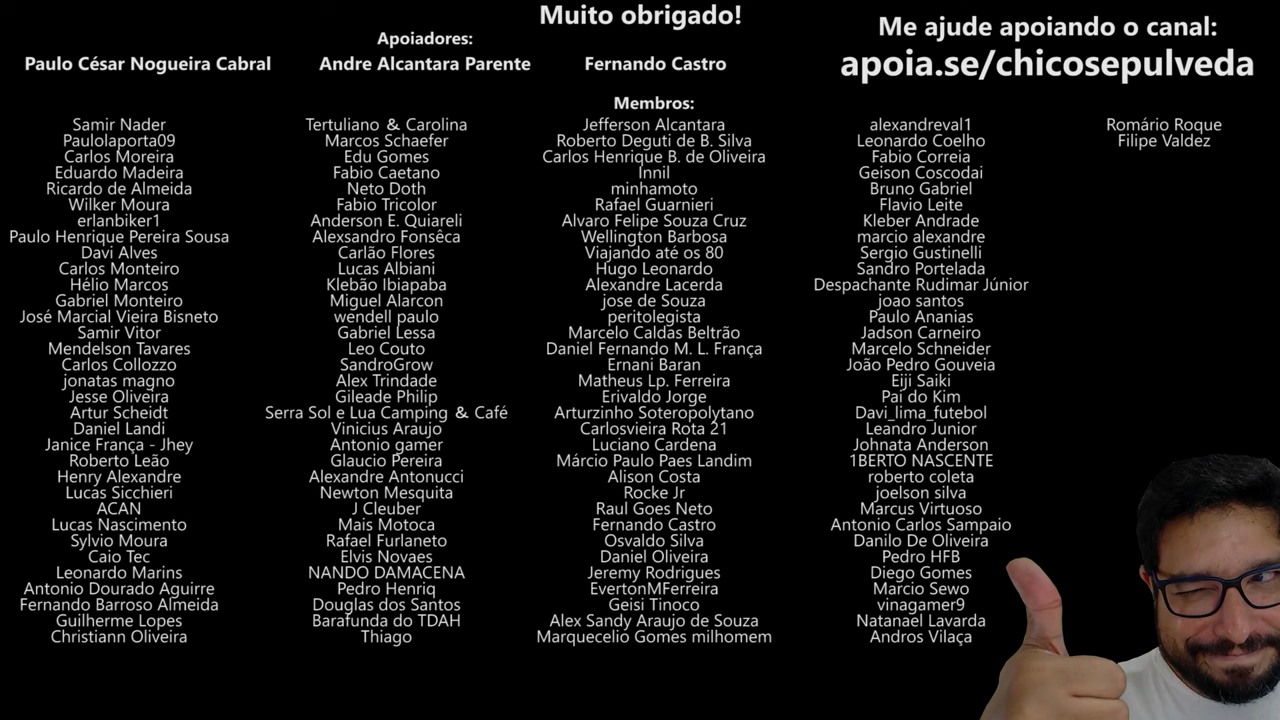 Muito obrigado!
Apoiadores:
Paulo César Nogueira Cabral
Andre Alcantara Parente
Fernando Castro
Me ajude apoiando o canal:
apoia.se/chicosepulveda
Membros:
Samir Nader
Paulolaporta09
Carlos Moreira
Eduardo Madeira
Ricardo de Almeida
Wilker Moura
erlanbiker1
Paulo Henrique Pereira Sousa
Davi Alves
Carlos Monteiro
Hélio Marcos
Gabriel Monteiro
José Marcial Vieira Bisneto
Samir Vitor
Mendelson Tavares
Carlos Collozzo
jonatas magno
Jesse Oliveira
Artur Scheidt
Daniel Landi
Janice França - Jhey
Roberto Leão
Henry Alexandre
Lucas Sicchieri
ACAN
Lucas Nascimento
Sylvio Moura
Caio Tec
Leonardo Marins
Antonio Dourado Aguirre
Fernando Barroso Almeida
Guilherme Lopes
Christiann Oliveira
Tertuliano & Carolina
Marcos Schaefer
Edu Gomes
Fabio Caetano
Neto Doth
Fabio Tricolor
Anderson E. Quiareli
Alexsandro Fonsêca
Carlão Flores
Lucas Albiani
Klebão Ibiapaba
Miguel Alarcon
wendell paulo
Gabriel Lessa
Leo Couto
SandroGrow
Alex Trindade
Gileade Philip
Serra Sol e Lua Camping & Café
Vinicius Araujo
Antonio gamer
Glaucio Pereira
Alexandre Antonucci
Newton Mesquita
J Cleuber
Mais Motoca
Rafael Furlaneto
Elvis Novaes
NANDO DAMACENA
Pedro Henriq
Douglas dos Santos
Barafunda do TDAH
Thiago
Jefferson Alcantara
Roberto Deguti de B. Silva
Carlos Henrique B. de Oliveira
Innil
minhamoto
Rafael Guarnieri
Alvaro Felipe Souza Cruz
Wellington Barbosa
Viajando até os 80
Hugo Leonardo
Alexandre Lacerda
jose de Souza
peritolegista
Marcelo Caldas Beltrão
Daniel Fernando M. L. França
Ernani Baran
Matheus Lp. Ferreira
Erivaldo Jorge
Arturzinho Soteropolytano
Carlosvieira Rota 21
Luciano Cardena
Márcio Paulo Paes Landim
Alison Costa
Rocke Jr
Raul Goes Neto
Fernando Castro
Osvaldo Silva
Daniel Oliveira
Jeremy Rodrigues
EvertonMFerreira
Geisi Tinoco
Alex Sandy Araujo de Souza
Marquecelio Gomes milhomem
alexandreval1
Leonardo Coelho
Fabio Correia
Geison Coscodai
Bruno Gabriel
Flavio Leite
Kleber Andrade
marcio alexandre
Sergio Gustinelli
Sandro Portelada
Despachante Rudimar Júnior
joao santos
Paulo Ananias
Jadson Carneiro
Marcelo Schneider
João Pedro Gouveia
Eiji Saiki
Pai do Kim
Davi_lima_futebol
Leandro Junior
Johnata Anderson
1BERTO NASCENTE
roberto coleta
joelson silva
Marcus Virtuoso
Antonio Carlos Sampaio
Danilo De Oliveira
Pedro HFB
Diego Gomes
Marcio Sewo
vinagamer9
Natanael Lavarda
Andros Vilaça
Romário Roque
Filipe Valdez